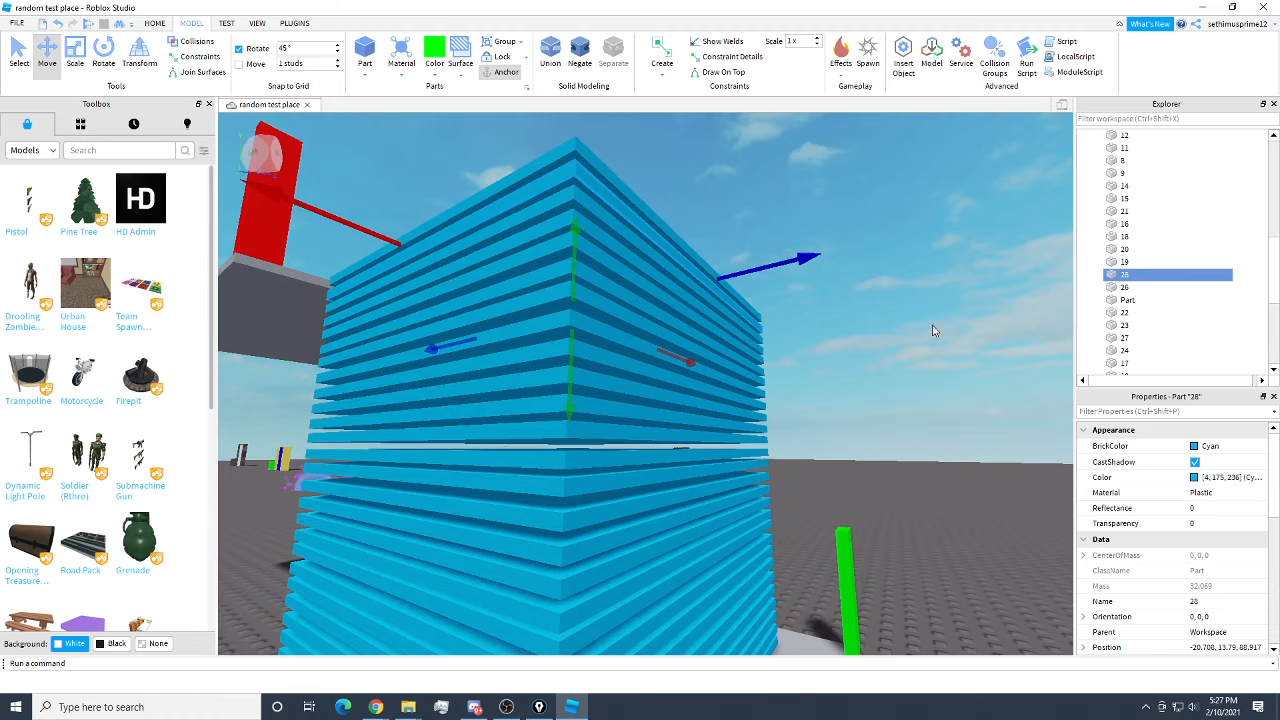 random test place - Roblox Studio
FILE HOME MODEL TEST VIEW PLUGINS What's New sethimusprime12
Select Move Scale Rotate Transform
Collisions
Constraints
Join Surfaces
Tools
Rotate 45°
Move 1 studs
Snap to Grid
Part Material Color Surface
Group
Lock
Anchor
Parts
Union Negate Separate
Solid Modeling
Create
Show Welds
Constraint Details
Draw On Top
Scale 1 x
Constraints
Effects Spawn
Gameplay
Insert Object Model Service Collision Groups Run Script
Script
LocalScript
ModuleScript
Advanced
Toolbox
Models Search
HD
Pistol Pine Tree HD Admin
Drooling Zombie... Urban House Team Spawn...
Trampoline Motorcycle Firepit
Dynamic Light Pole Soldier (Rthro) Submachine Gun
Opening Treasure... Road Pack Grenade
Background: White Black None
random test place
Explorer
Filter workspace (Ctrl+Shift+X)
12
11
8
9
14
15
21
16
18
20
19
28
26
Part
22
23
27
24
17
Properties - Part "28"
Filter Properties (Ctrl+Shift+P)
Appearance
BrickColor Cyan
CastShadow
Color [4, 175, 236] (Cy...
Material Plastic
Reflectance 0
Transparency 0
Data
CenterOfMass 0, 0, 0
ClassName Part
Mass 32.069
Name 28
Orientation 0, 0, 0
Parent Workspace
Position -20.708, 13.79, 88.917
Run a command
Type here to search
5:27 PM
2/10/2021